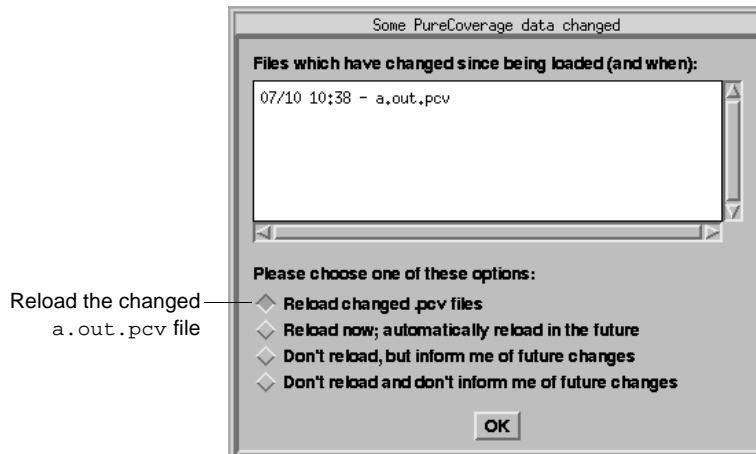 Some PureCoverage data changed
Files which have changed since being loaded (and when):
07/10 10:38 - a.out.pcv
Please choose one of these options:
Reload the changed
a.out.pcv file
Reload changed .pcv files
Reload now; automatically reload in the future
Don't reload, but inform me of future changes
Don't reload and don't inform me of future changes
OK